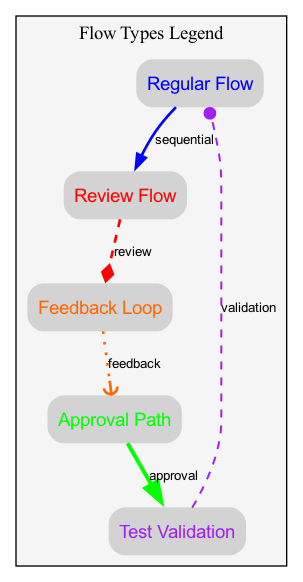 Flow Types Legend
Regular Flow
sequential
Review Flow
review
Feedback Loop
validation
feedback
Approval Path
approval
Test Validation